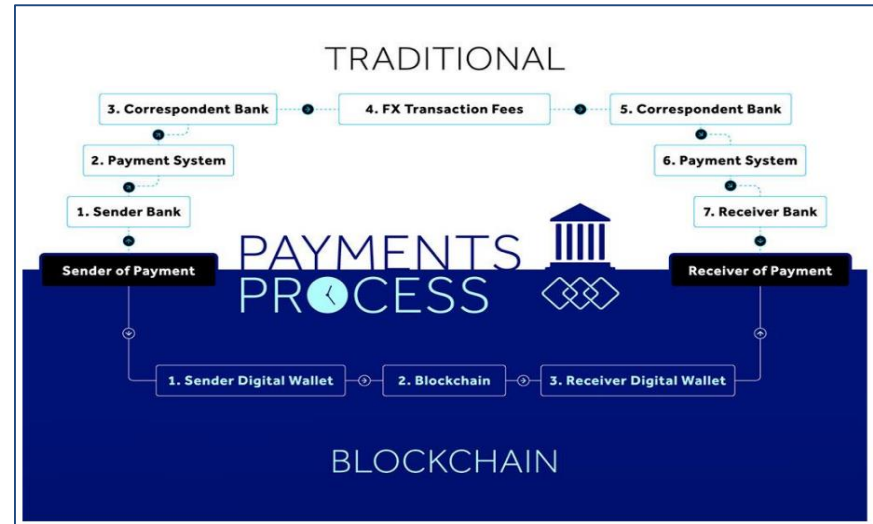 TRADITIONAL
3. Correspondent Bank
4. FX Transaction Fees
5. Correspondent Bank
2. Payment System
6. Payment System
1. Sender Bank
7. Receiver Bank
Sender of Payment
PAYMENTS
PROCESS
Receiver of Payment
1. Sender Digital Wallet
2. Blockchain
3. Receiver Digital Wallet
BLOCKCHAIN